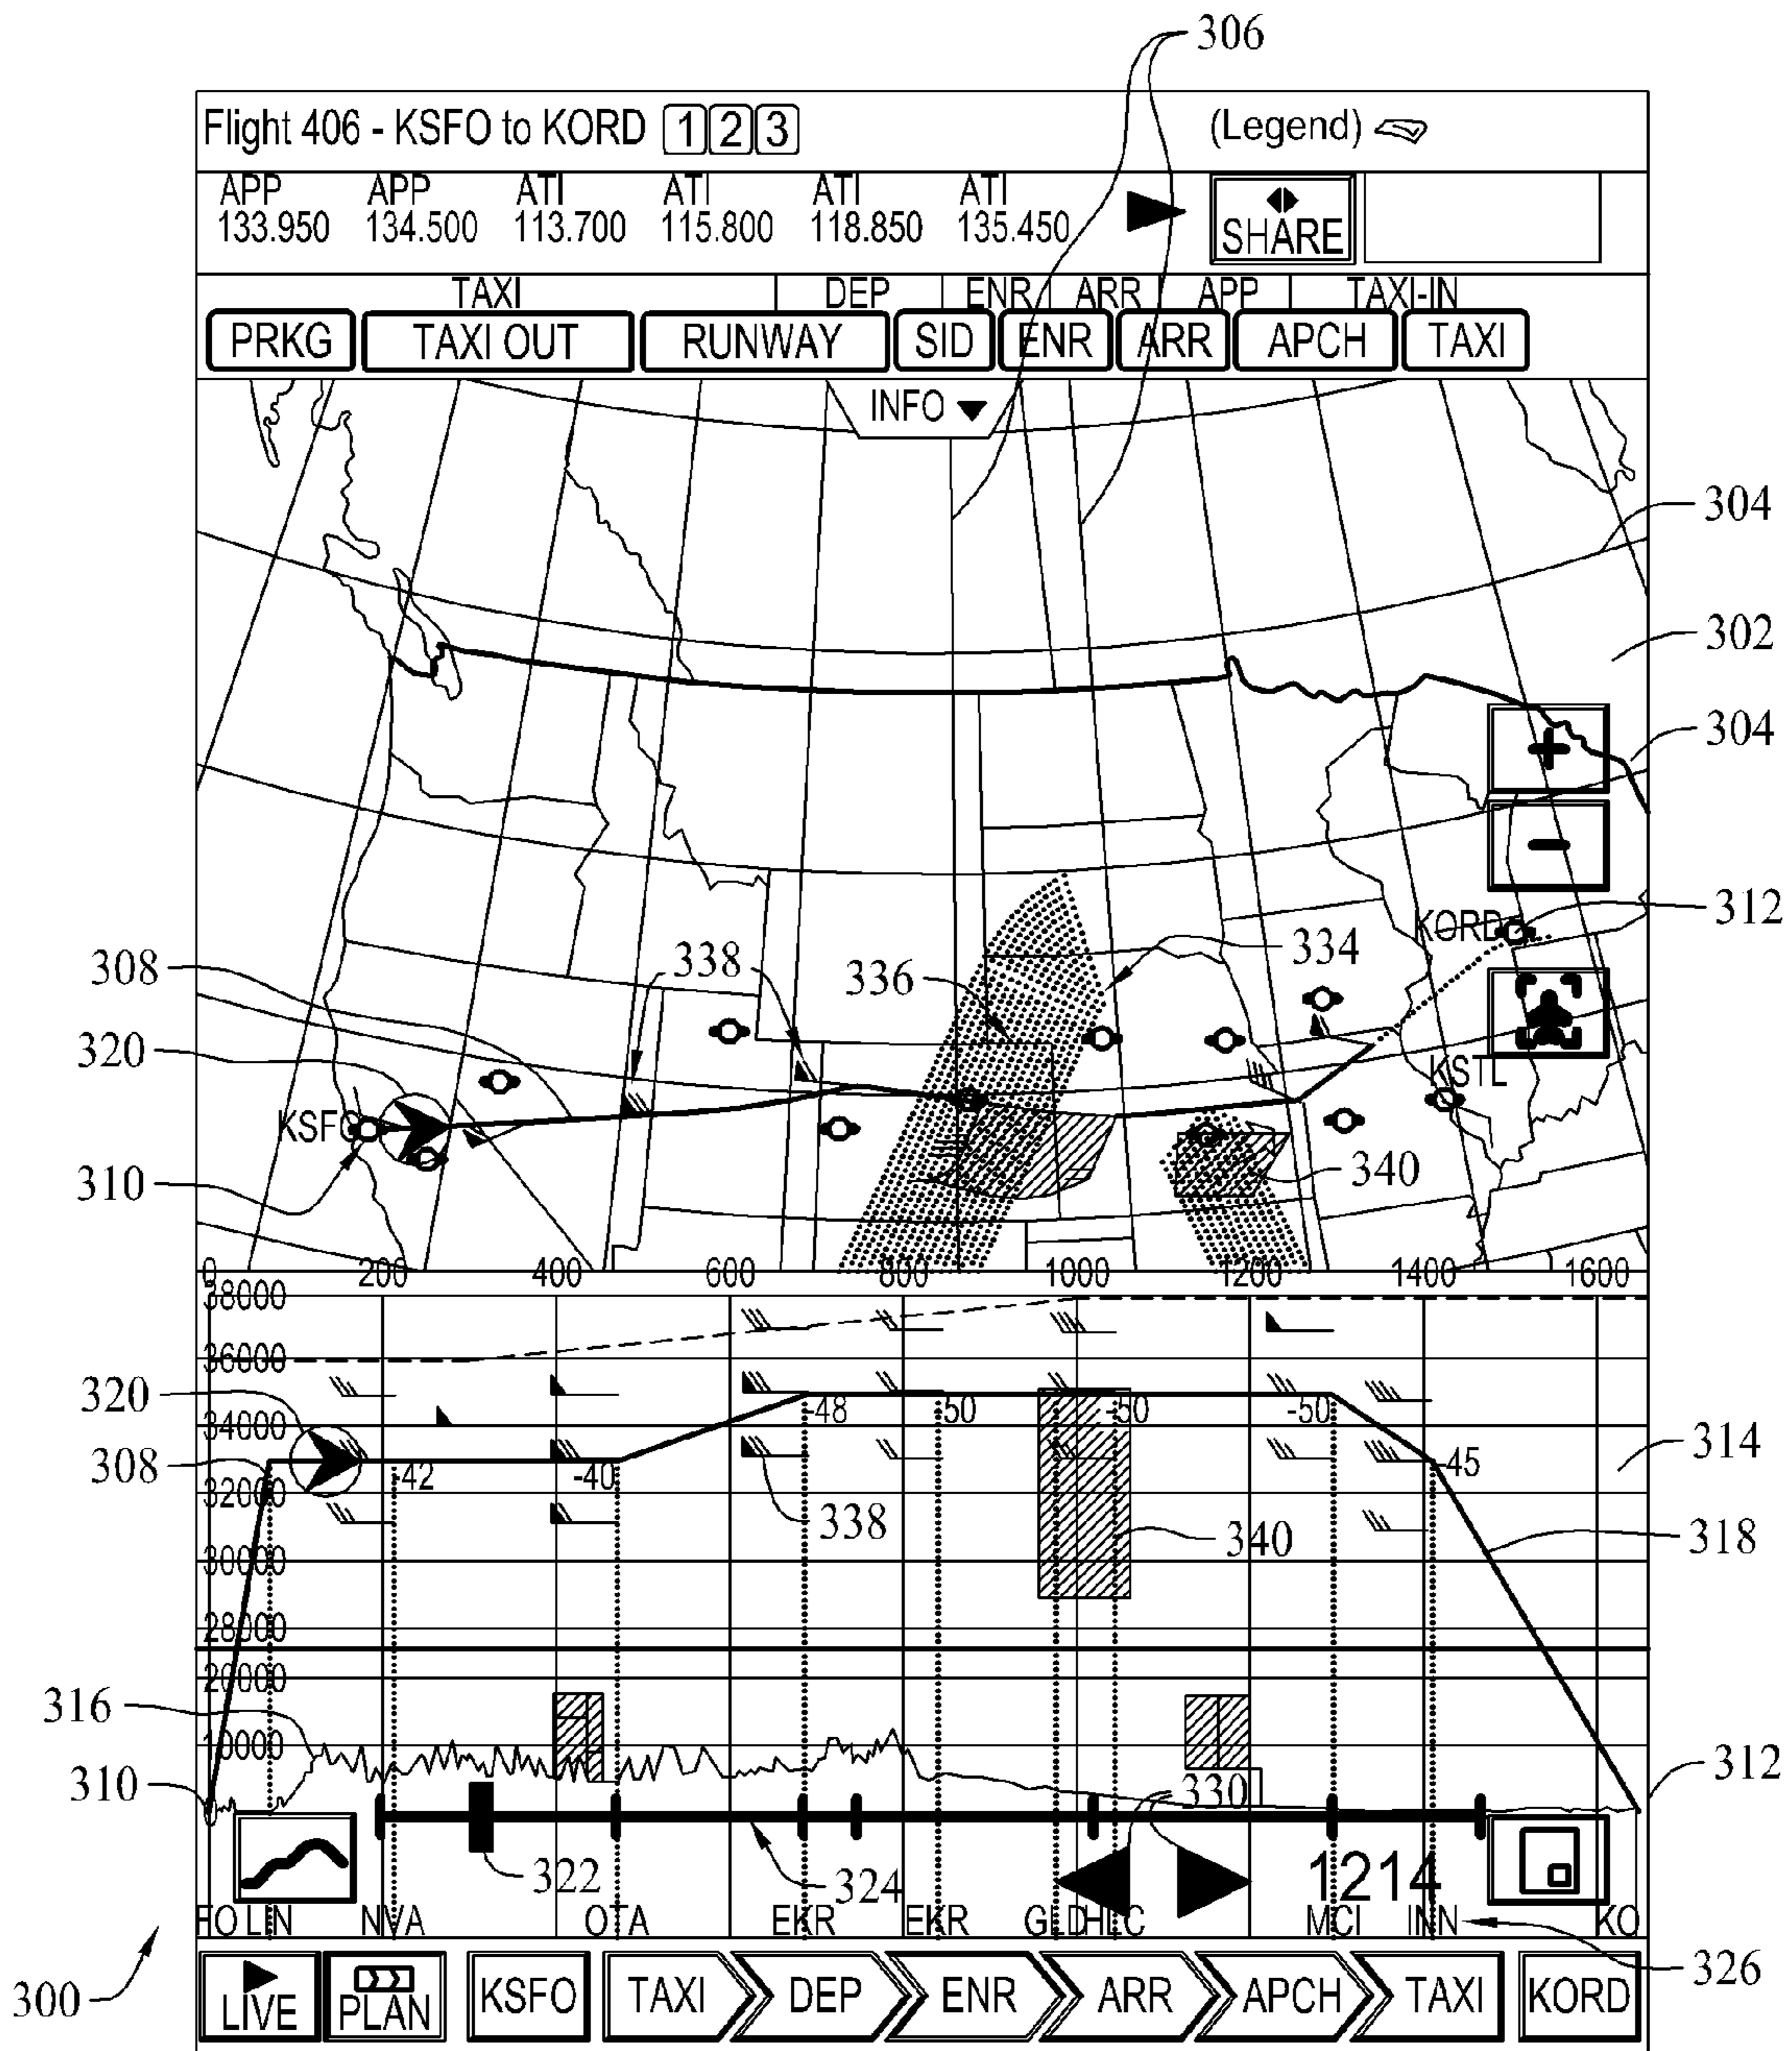 306
Flight 406 - KSFO to KORD 1 2 3 (Legend)
APP APP ATI ATI ATI ATI
133.950 134.500 113.700 115.800 118.850 135.450
SHARE
TAXI DEP ENR ARR APP TAXI-IN
PRKG TAXI OUT RUNWAY SID ENR ARR APCH TAXI
INFO
304
302
304
+
−
KORD 312
308 338 336 334
320
KSTL
KSFO
310 340
0 200 400 600 800 1000 1200 1400 1600
38000
36000
320
34000 -48 -50 -50 -50
308 314
-42 -40 -45
32000
338 340 318
30000
28000
20000
316
10000
310 330 312
322 324 1214
FO LIN NVA OTA EKR EKR GLD HLC MCI INN KO
326
300
LIVE PLAN KSFO TAXI DEP ENR ARR APCH TAXI KORD